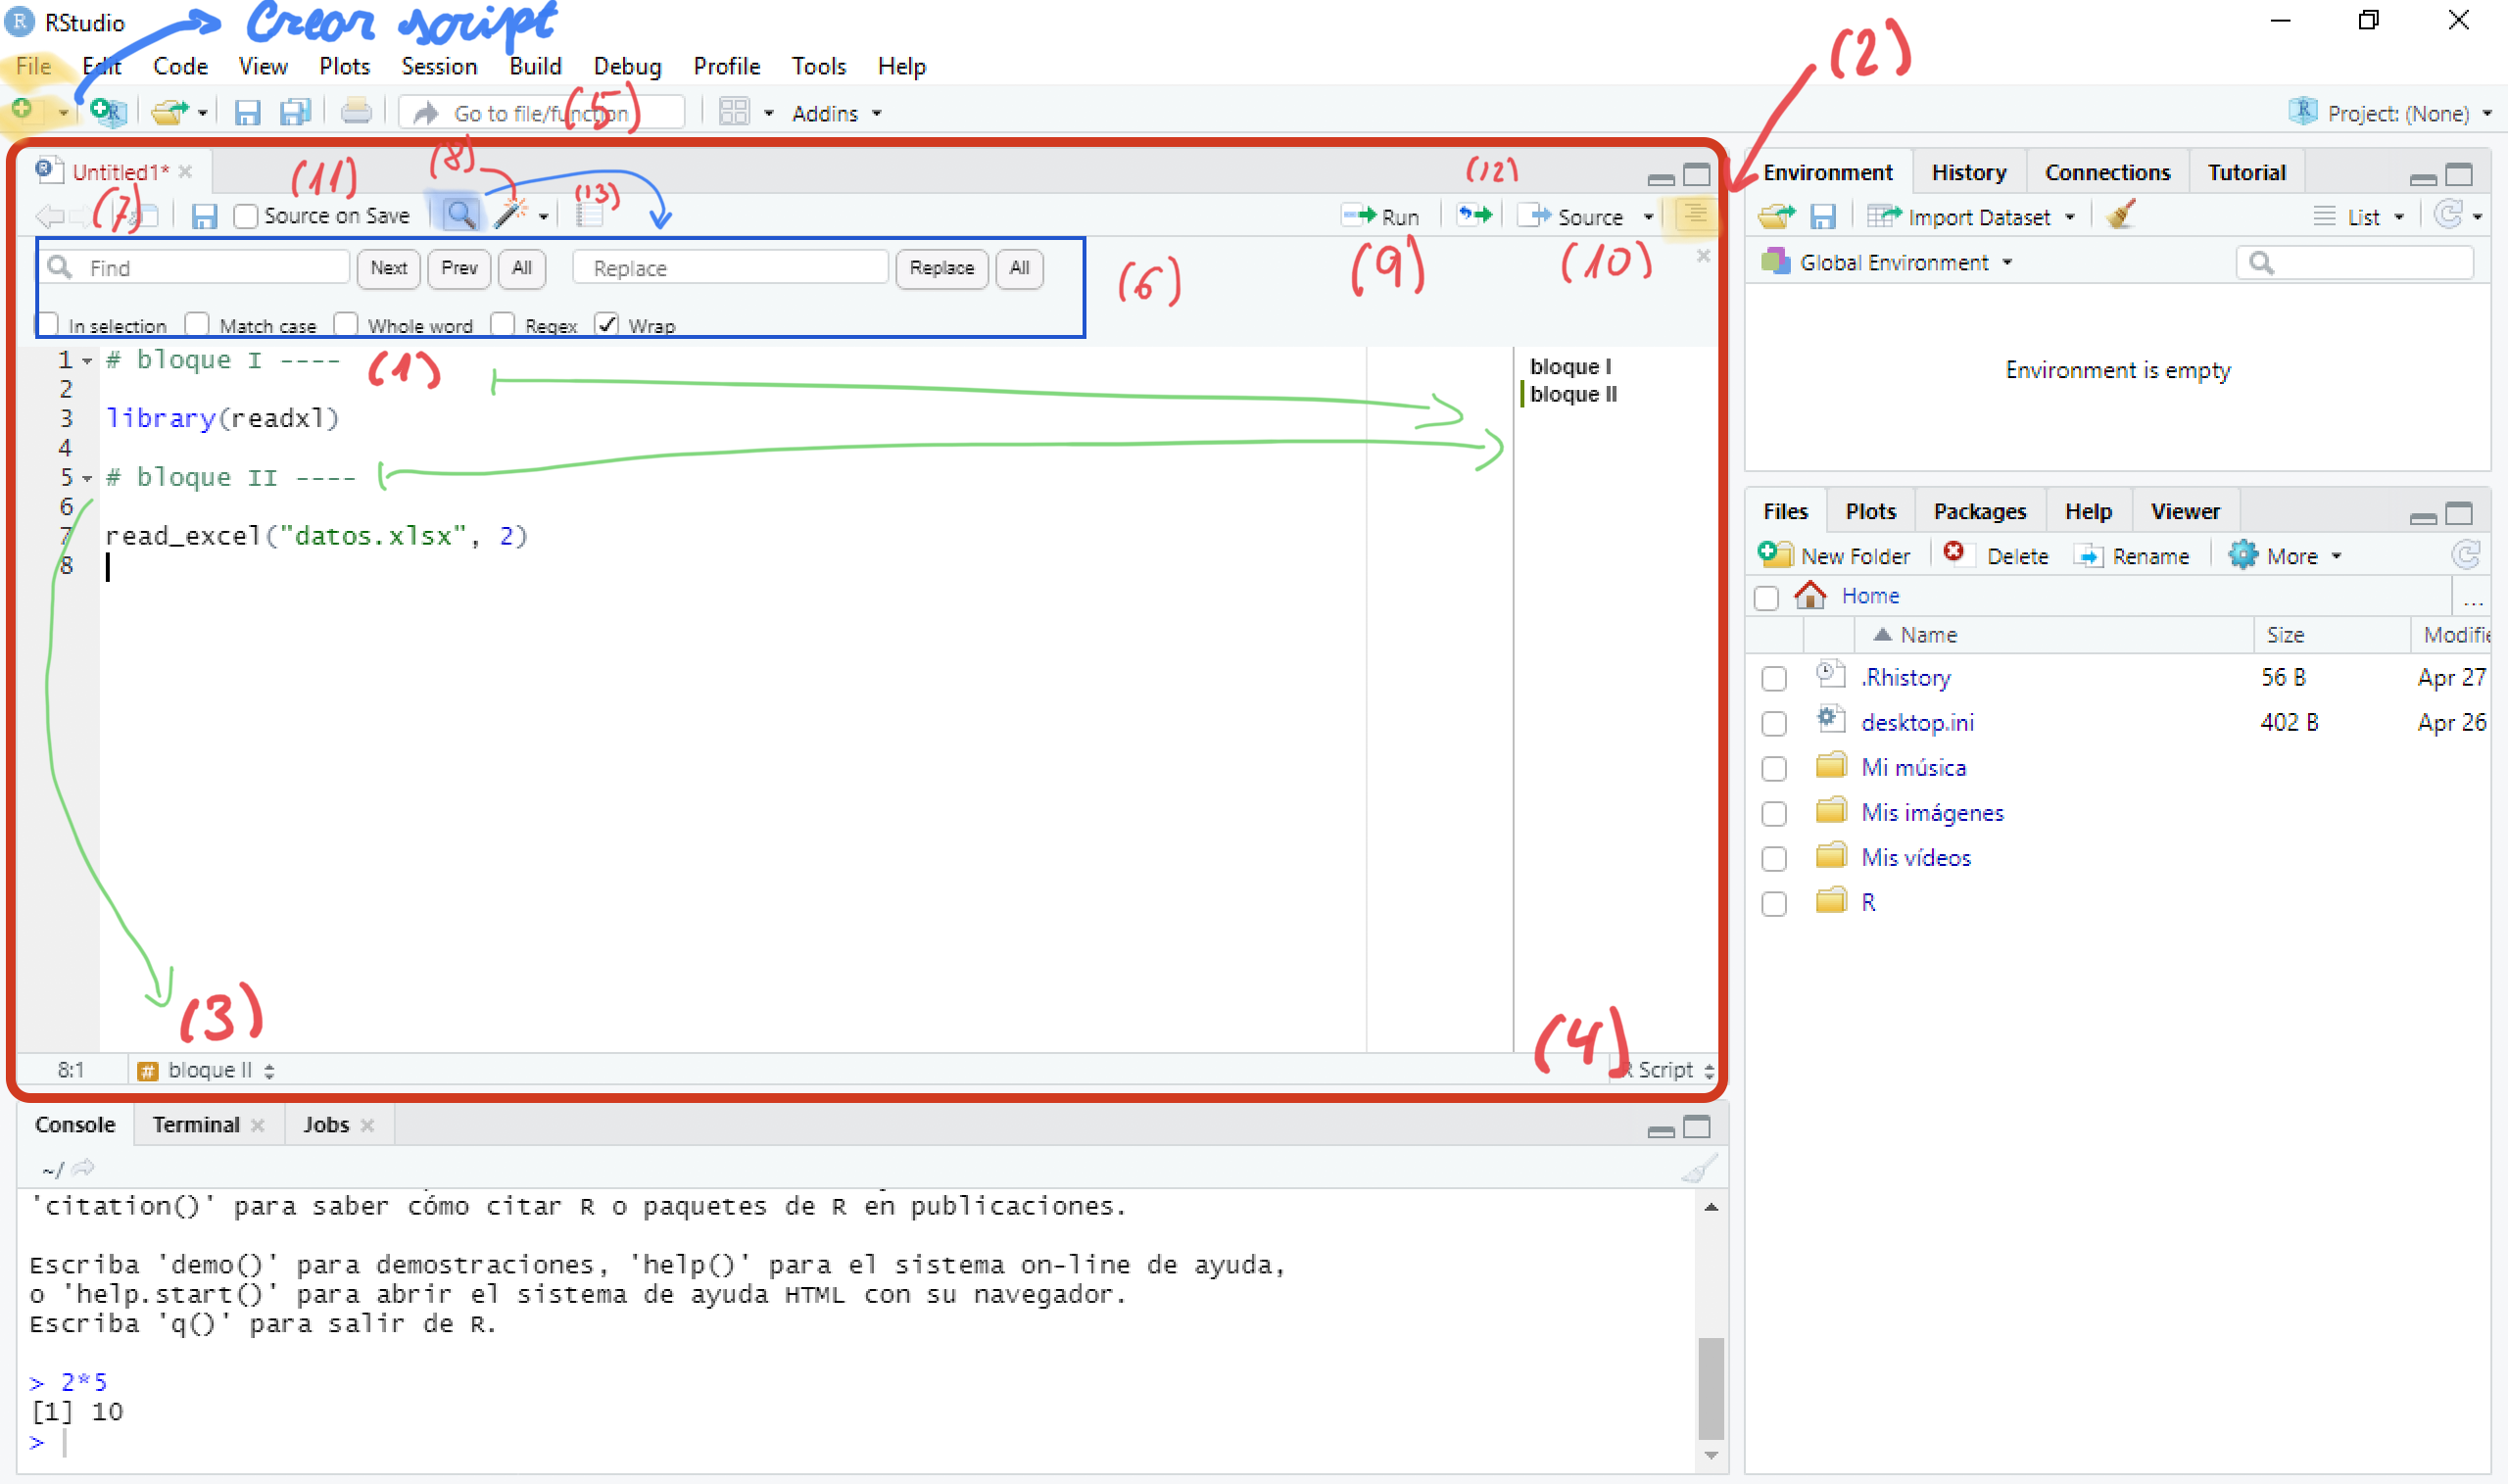 RStudio
Crear script
(2)
File Edit Code View Plots Session Build Debug Profile Tools Help
Go to file/function
(5)
Addins
Project: (None)
Untitled1*
(11)
(8)
(12)
(7)
Source on Save
(13)
Run
Source
Find
Next
Prev
All
Replace
Replace
All
(6)
(9)
(10)
In selection
Match case
Whole word
Regex
Wrap
1 # bloque I ----
(1)
2
3 library(readxl)
4
5 # bloque II ----
6
7 read_excel("datos.xlsx", 2)
8
bloque I
bloque II
(3)
(4)
8:1
# bloque II
R Script
Console
Terminal
Jobs
~/
'citation()' para saber cómo citar R o paquetes de R en publicaciones.
Escriba 'demo()' para demostraciones, 'help()' para el sistema on-line de ayuda,
o 'help.start()' para abrir el sistema de ayuda HTML con su navegador.
Escriba 'q()' para salir de R.
> 2*5
[1] 10
>
Environment
History
Connections
Tutorial
Import Dataset
List
Global Environment
Environment is empty
Files
Plots
Packages
Help
Viewer
New Folder
Delete
Rename
More
Home
...
Name
Size
Modifie
.Rhistory 56 B Apr 27
desktop.ini 402 B Apr 26
Mi música
Mis imágenes
Mis vídeos
R